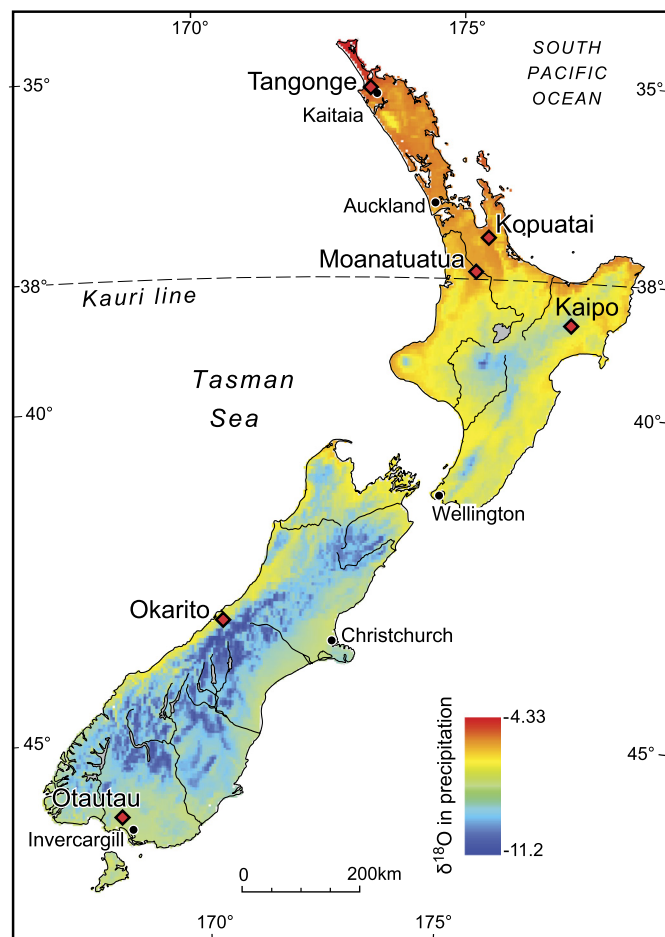 170°
175°
SOUTH
PACIFIC
OCEAN
35°
35°
Tangonge
Kaitaia
Auckland
Kopuatai
Moanatuatua
38°
38°
Kauri line
Kaipo
Tasman
Sea
40°
40°
Wellington
Okarito
Christchurch
45°
45°
-4.33
δ¹⁸O in precipitation
-11.2
Otautau
Invercargill
0
200km
170°
175°